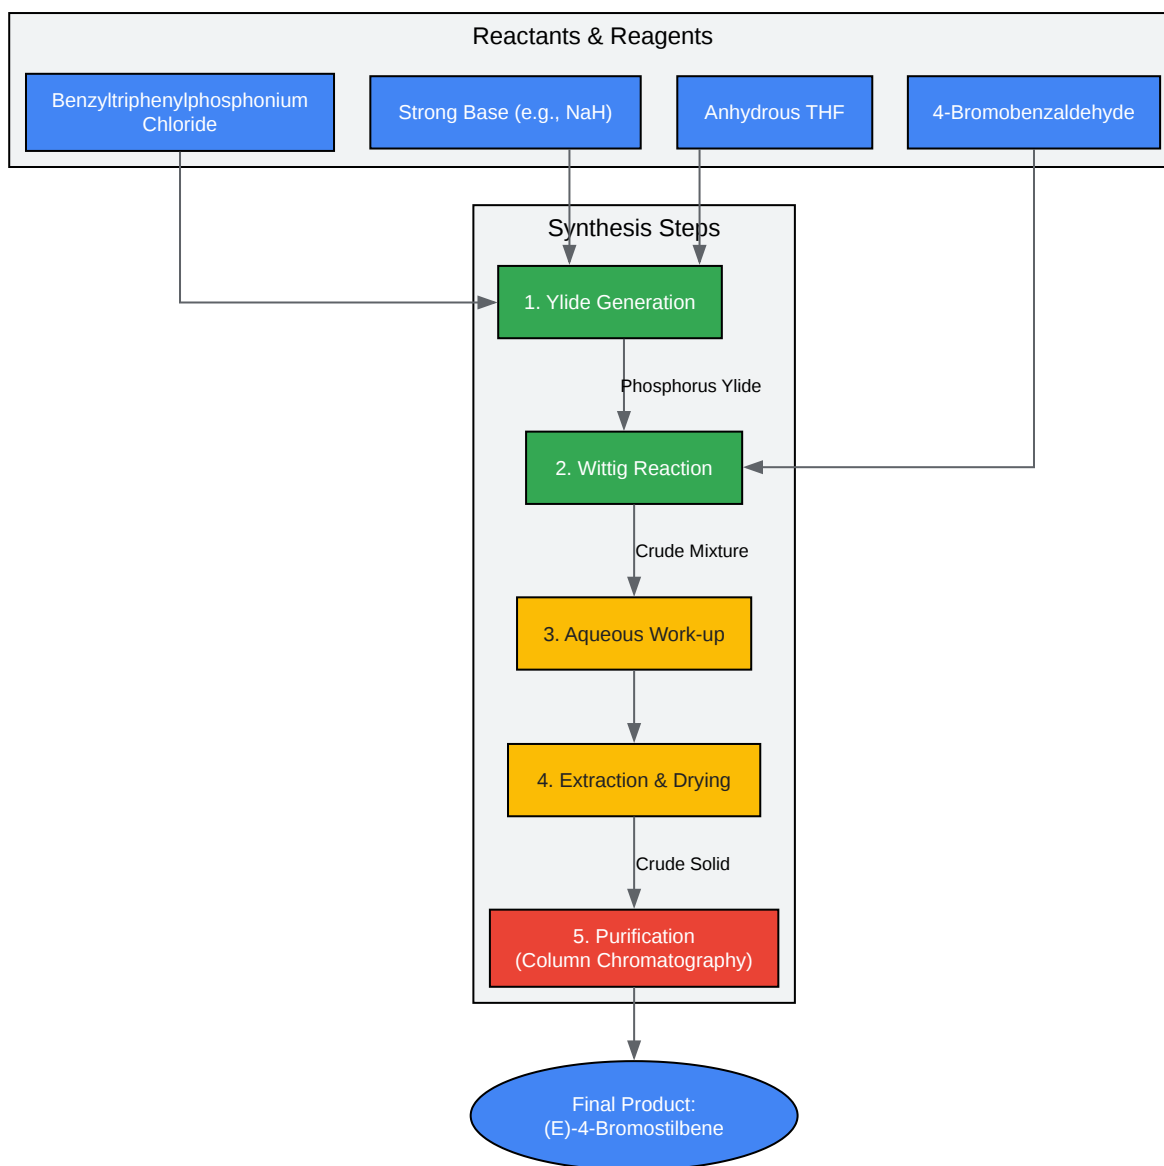 Reactants & Reagents
Benzyltriphenylphosphonium
Chloride
Strong Base (e.g., NaH)
Anhydrous THF
4-Bromobenzaldehyde
Synthesis Steps
1. Ylide Generation
Phosphorus Ylide
2. Wittig Reaction
Crude Mixture
3. Aqueous Work-up
4. Extraction & Drying
Crude Solid
5. Purification
(Column Chromatography)
Final Product:
(E)-4-Bromostilbene